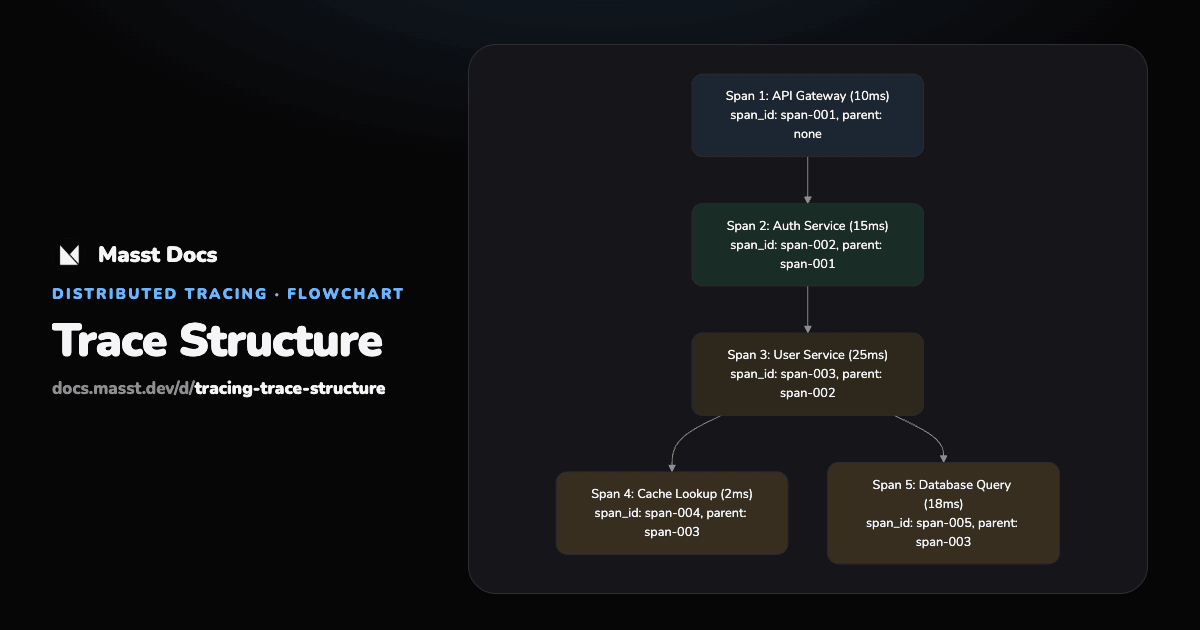 Masst Docs
DISTRIBUTED TRACING · FLOWCHART
Trace Structure
docs.masst.dev/d/tracing-trace-structure
Span 1: API Gateway (10ms)
span_id: span-001, parent:
none
Span 2: Auth Service (15ms)
span_id: span-002, parent:
span-001
Span 3: User Service (25ms)
span_id: span-003, parent:
span-002
Span 4: Cache Lookup (2ms)
span_id: span-004, parent:
span-003
Span 5: Database Query
(18ms)
span_id: span-005, parent:
span-003